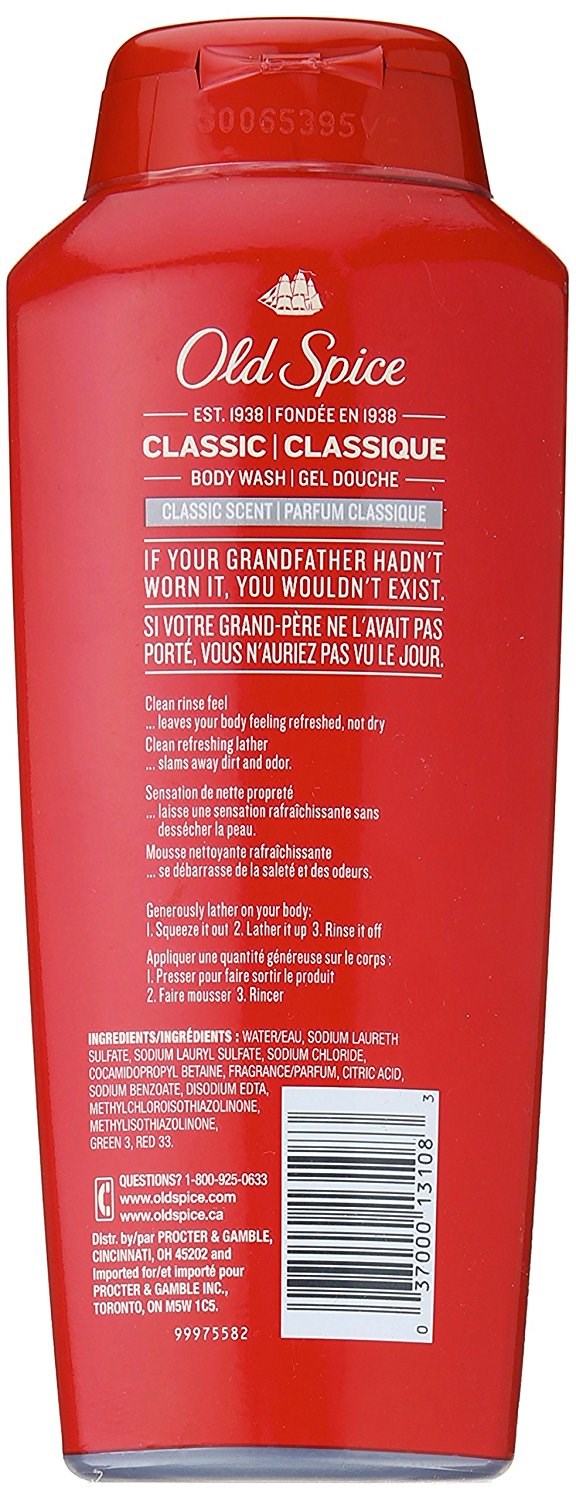 S0065395V
Old Spice
EST. 1938 | FONDÉE EN 1938
CLASSIC | CLASSIQUE
BODY WASH | GEL DOUCHE
CLASSIC SCENT | PARFUM CLASSIQUE
IF YOUR GRANDFATHER HADN'T
WORN IT, YOU WOULDN'T EXIST.
SI VOTRE GRAND-PÈRE NE L'AVAIT PAS
PORTÉ, VOUS N'AURIEZ PAS VU LE JOUR.
Clean rinse feel
... leaves your body feeling refreshed, not dry
Clean refreshing lather
... slams away dirt and odor.
Sensation de nette propreté
... laisse une sensation rafraîchissante sans
dessécher la peau.
Mousse nettoyante rafraîchissante
... se débarrasse de la saleté et des odeurs.
Generously lather on your body:
1. Squeeze it out 2. Lather it up 3. Rinse it off
Appliquer une quantité généreuse sur le corps :
1. Presser pour faire sortir le produit
2. Faire mousser 3. Rincer
INGREDIENTS/INGRÉDIENTS : WATER/EAU, SODIUM LAURETH
SULFATE, SODIUM LAURYL SULFATE, SODIUM CHLORIDE,
COCAMIDOPROPYL BETAINE, FRAGRANCE/PARFUM, CITRIC ACID,
SODIUM BENZOATE, DISODIUM EDTA,
METHYLCHLOROISOTHIAZOLINONE,
METHYLISOTHIAZOLINONE,
GREEN 3, RED 33.
QUESTIONS? 1-800-925-0633
www.oldspice.com
www.oldspice.ca
Distr. by/par PROCTER & GAMBLE,
CINCINNATI, OH 45202 and
Imported for/et importé pour
PROCTER & GAMBLE INC.,
TORONTO, ON M5W 1C5.
99975582
0 37000 13108 3